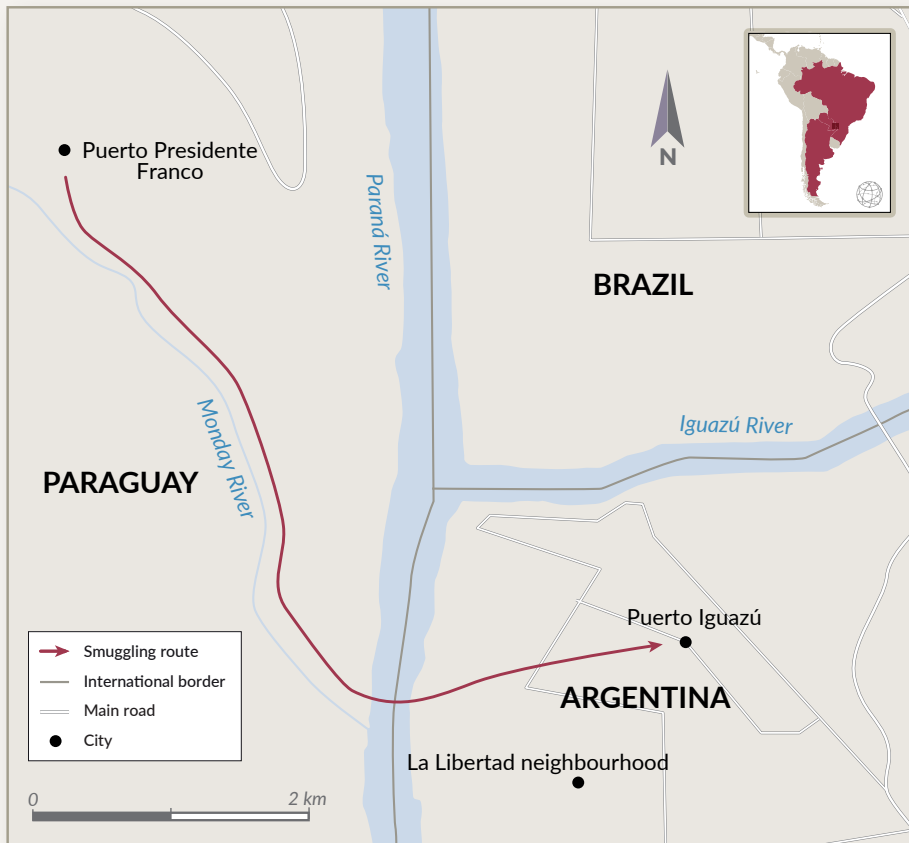 Puerto Presidente
Franco
Paraná River
N
BRAZIL
Monday River
Iguazú River
PARAGUAY
Puerto Iguazú
ARGENTINA
La Libertad neighbourhood
Smuggling route
International border
Main road
City
0
2 km